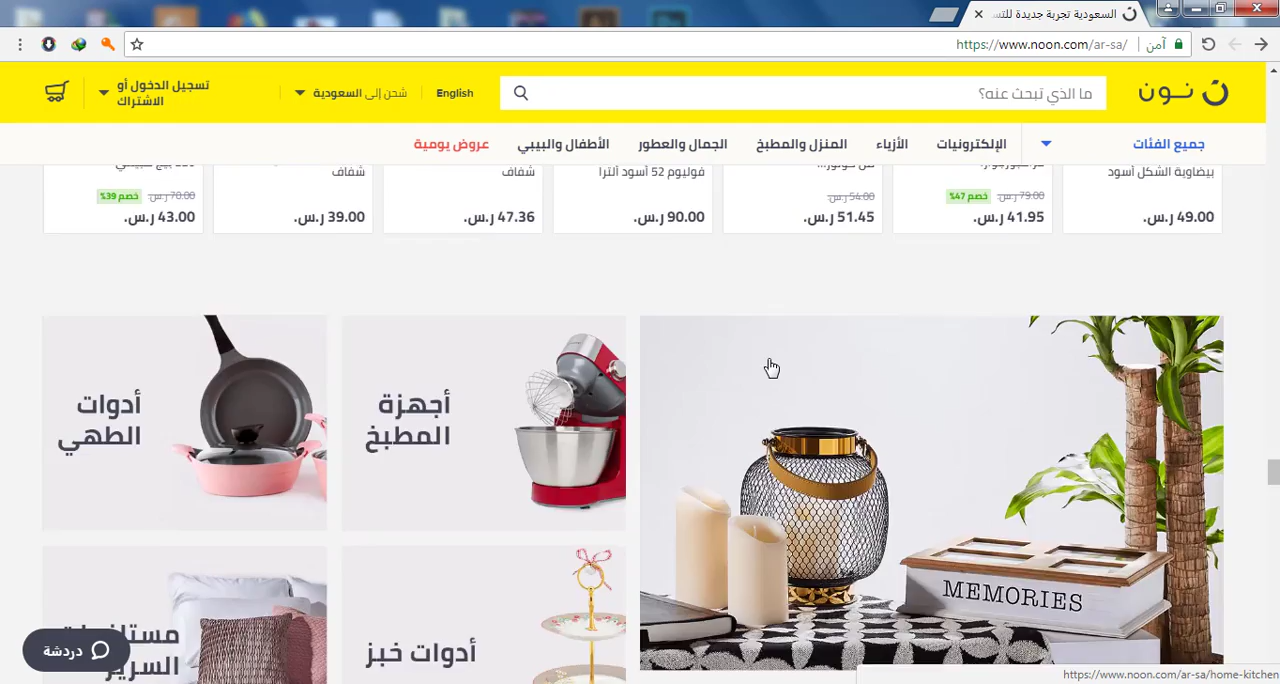 السعودية تجربة جديدة للتس
https://www.noon.com/ar-sa/
آمن
نون
ما الذي تبحث عنه؟
English
شحن إلى السعودية
تسجيل الدخول أو
الاشتراك
جميع الفئات
الإلكترونيات
الأزياء
المنزل والمطبخ
الجمال والعطور
الأطفال والبيبي
عروض يومية
بيضاوية الشكل أسود
49.00 ر.س.
79.00 ر.س.
خصم 47%
41.95 ر.س.
54.00 ر.س.
51.45 ر.س.
فوليوم 52 أسود ألترا
90.00 ر.س.
شفاف
47.36 ر.س.
شفاف
39.00 ر.س.
70.00 ر.س.
خصم 39%
43.00 ر.س.
MEMORIES
أجهزة
المطبخ
أدوات
الطهي
أدوات خبز
السرير
دردشة
https://www.noon.com/ar-sa/home-kitchen